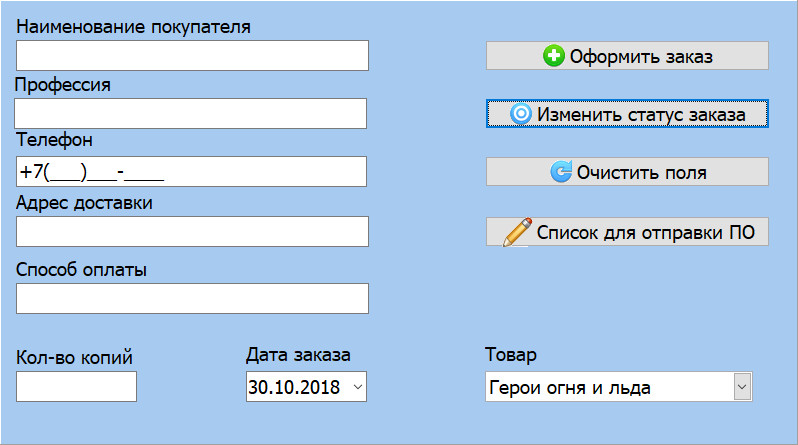 Наименование покупателя
Оформить заказ
Профессия
Изменить статус заказа
Телефон
+7(___)___-____
Очистить поля
Адрес доставки
Список для отправки ПО
Способ оплаты
Кол-во копий
Дата заказа
Товар
30.10.2018
Герои огня и льда